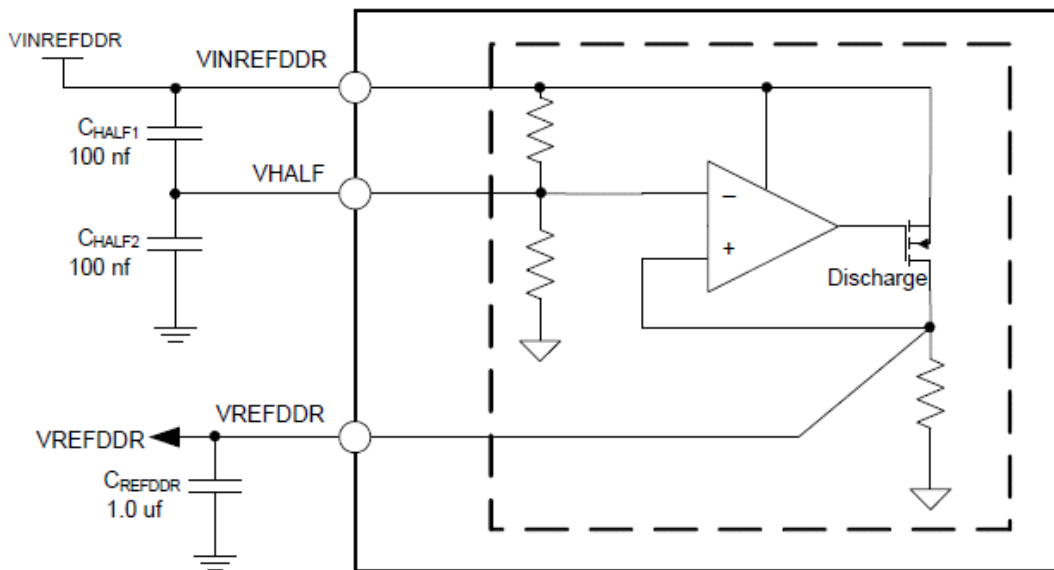 VINREFDDR
VINREFDDR
CHALF1
100 nf
VHALF
−
CHALF2
100 nf
+
Discharge
VREFDDR
VREFDDR
CREFDDR
1.0 uf